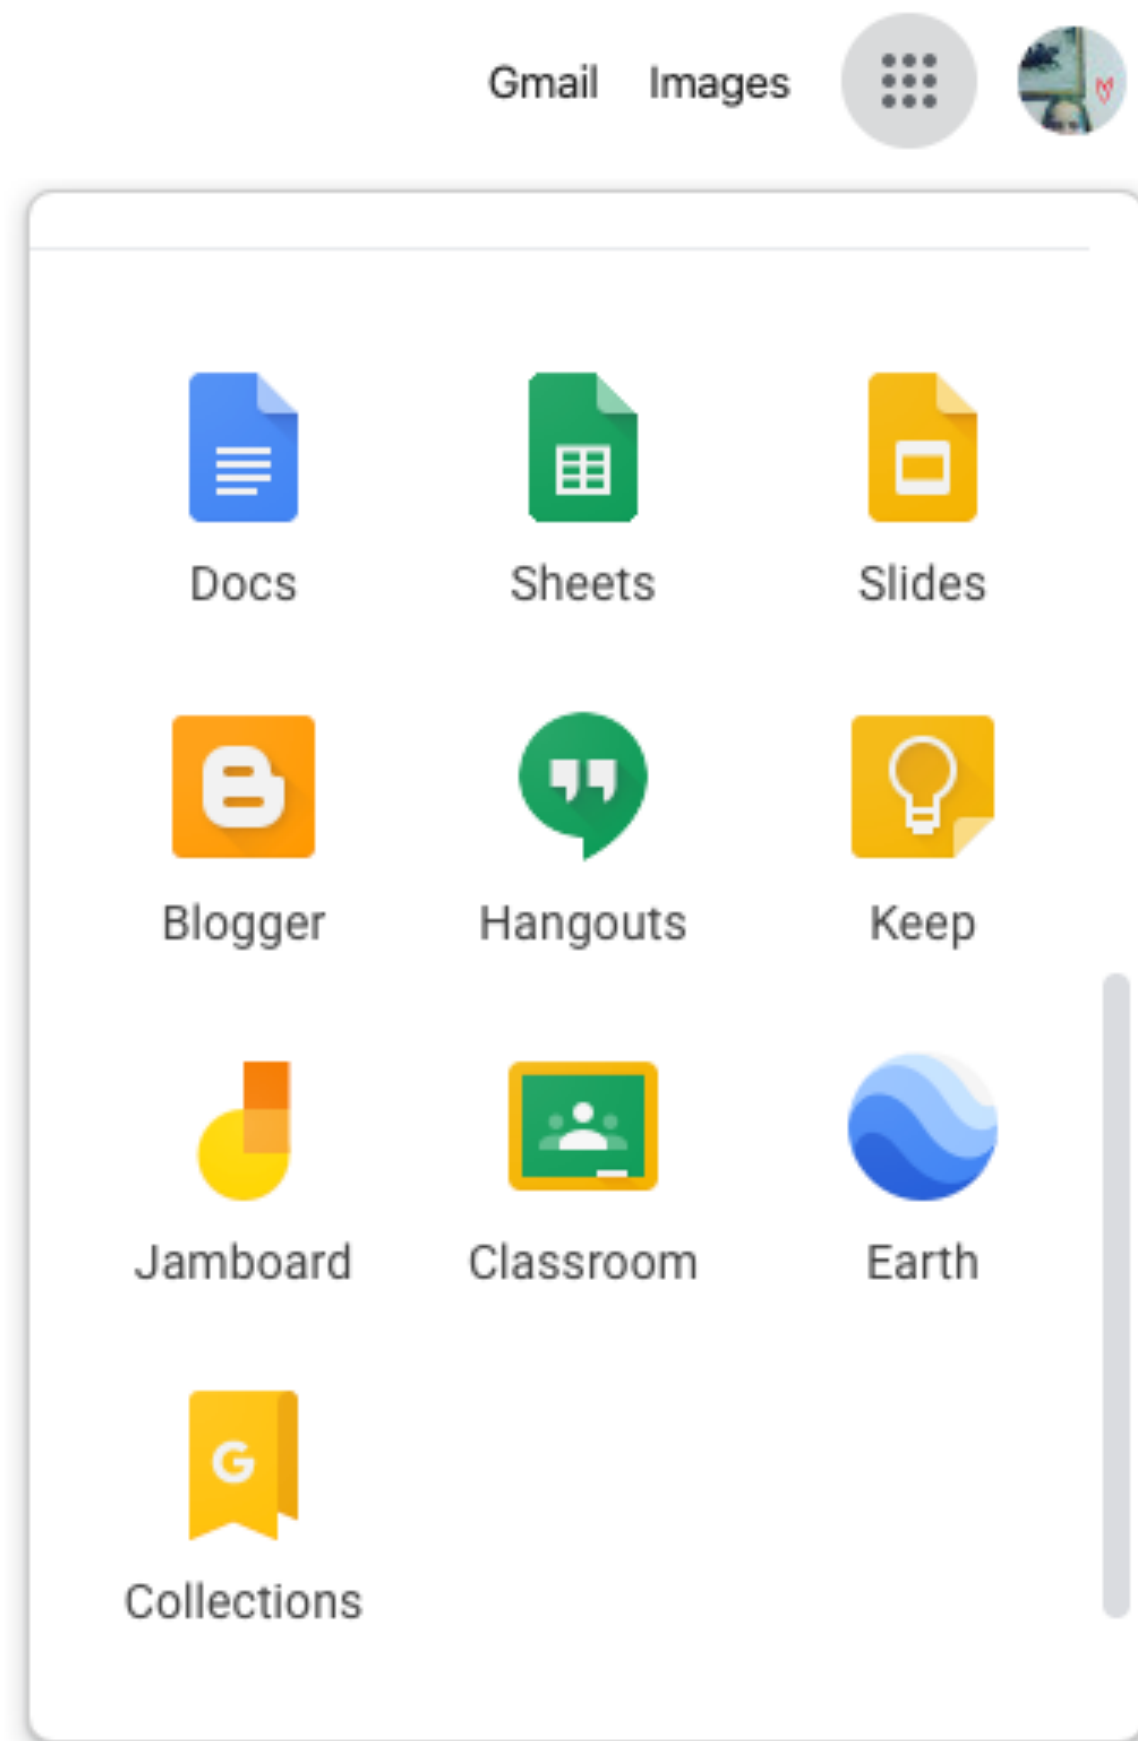 Gmail Images
Docs Sheets Slides
Blogger Hangouts Keep
Jamboard Classroom Earth
G
Collections